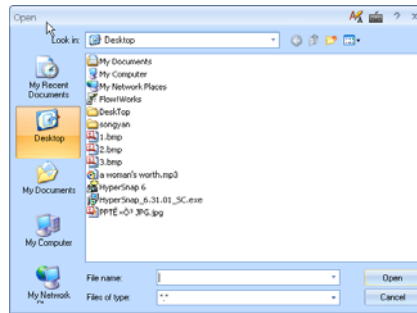 Open
Look in:
Desktop
My Recent
Documents
Desktop
My Documents
My Computer
My Network
My Documents
My Computer
My Network Places
FlowWorks
DeskTop
songyan
1.bmp
2.bmp
3.bmp
a woman's worth.mp3
HyperSnap 6
HyperSnap_6.31.01_SC.exe
File name:
Open
Files of type:
*.*
Cancel